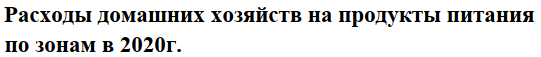 Расходы домашних хозяйств на продукты питания
по зонам в 2020г.